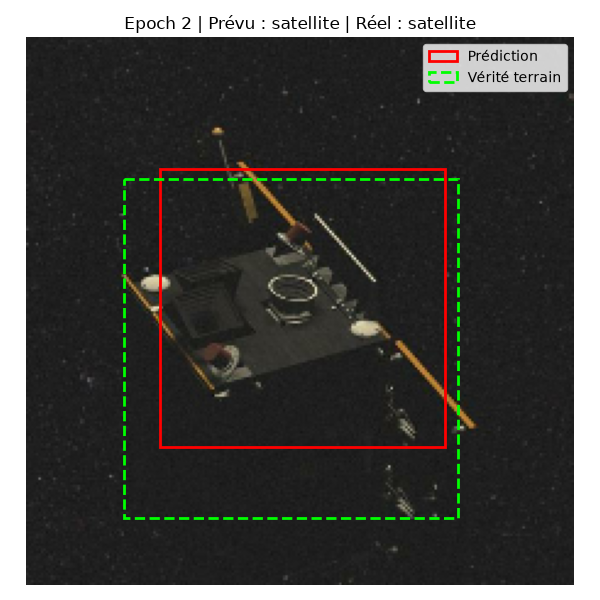 Epoch 2 | Prévu : satellite | Réel : satellite
Prédiction
Vérité terrain